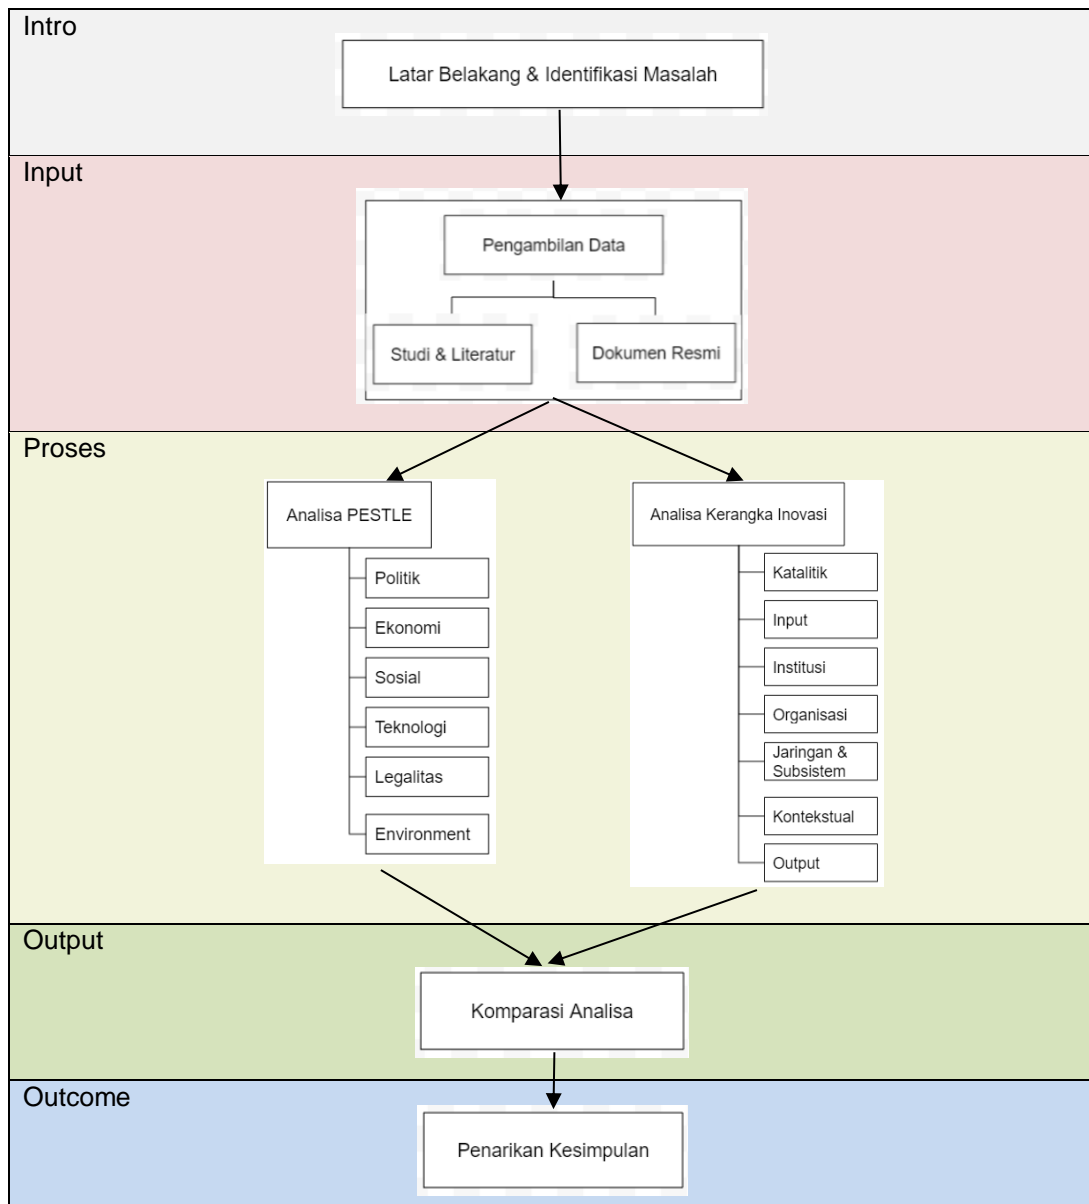 Intro
Latar Belakang & Identifikasi Masalah
Input
Pengambilan Data
Studi & Literatur
Dokumen Resmi
Proses
Analisa PESTLE
Politik
Ekonomi
Sosial
Teknologi
Legalitas
Environment
Analisa Kerangka Inovasi
Katalitik
Input
Institusi
Organisasi
Jaringan &
Subsistem
Kontekstual
Output
Output
Komparasi Analisa
Outcome
Penarikan Kesimpulan